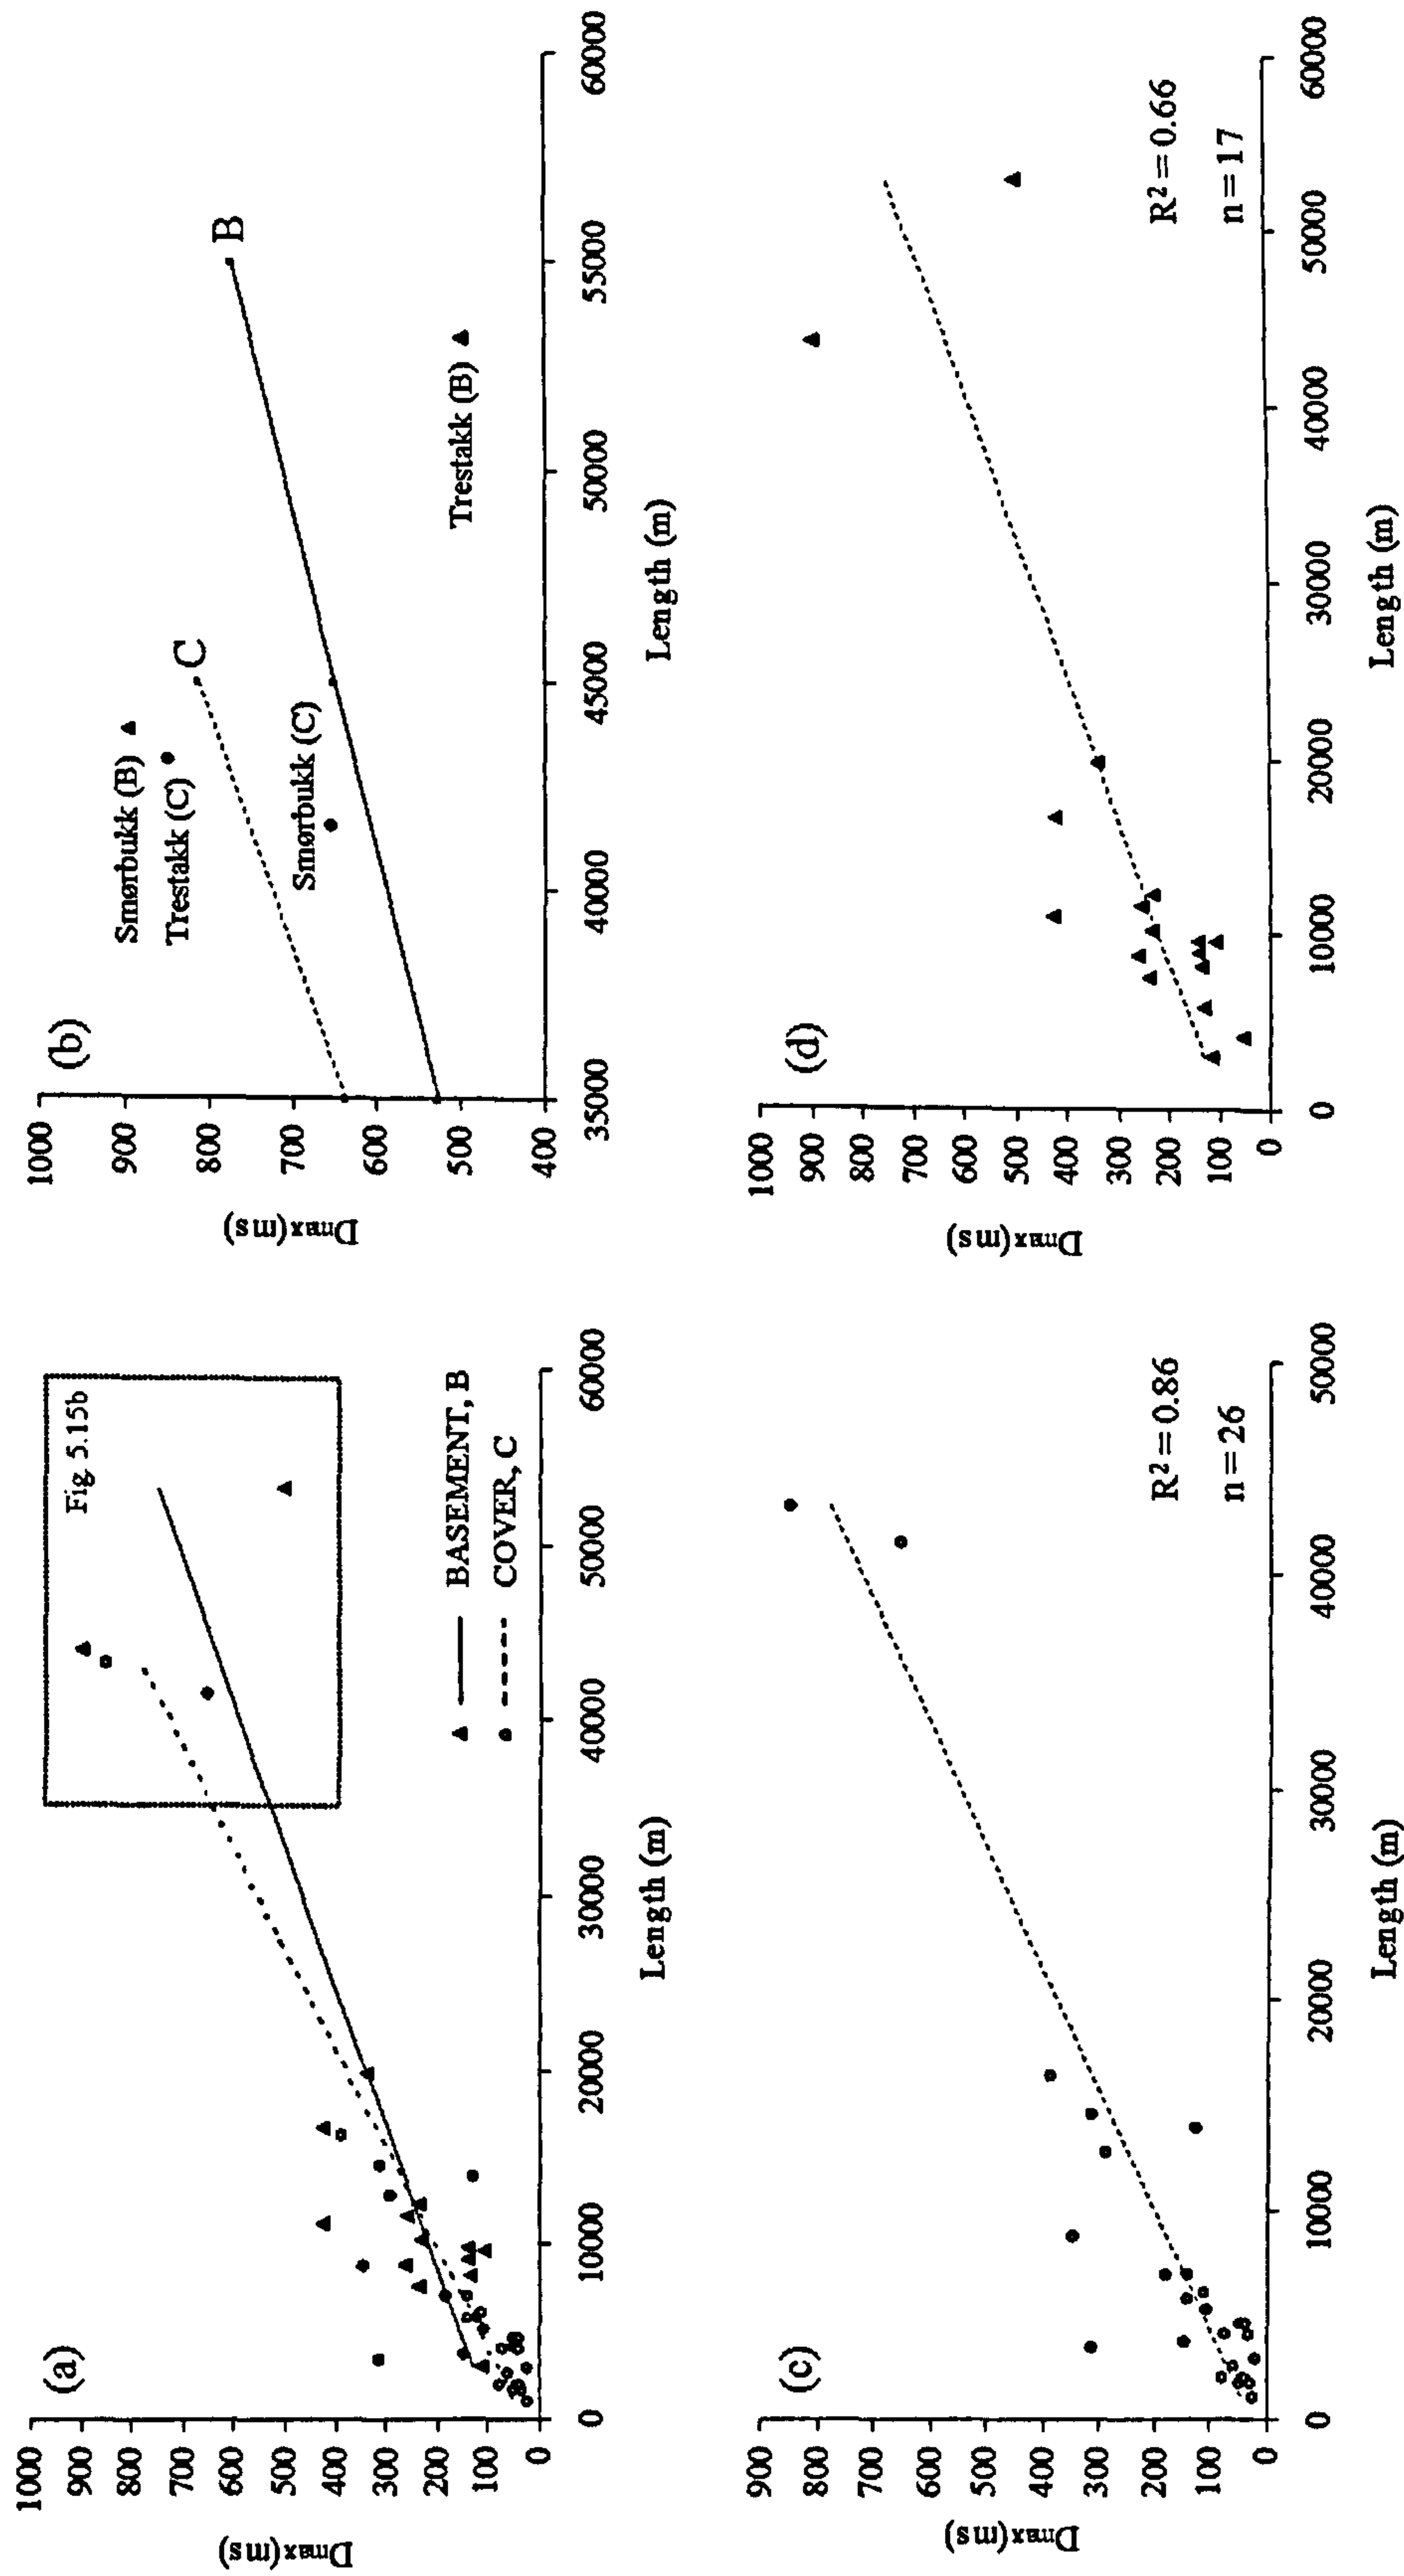 (a)
1000
900
800
700
600
500
400
300
200
100
0
Dmax (ms)
0
10000
20000
30000
40000
50000
60000
Length (m)
Fig. 5.15b
BASEMENT, B
COVER, C
(b)
1000
900
800
700
600
500
400
Dmax (ms)
35000
40000
45000
50000
55000
60000
Length (m)
Smørbukk (B)
Trestakk (C)
C
Smørbukk (C)
B
Trestakk (B)
(c)
900
800
700
600
500
400
300
200
100
0
Dmax (ms)
0
10000
20000
30000
40000
50000
Length (m)
R² = 0.86
n = 26
(d)
1000
900
800
700
600
500
400
300
200
100
0
Dmax (ms)
0
10000
20000
30000
40000
50000
60000
Length (m)
R² = 0.66
n = 17